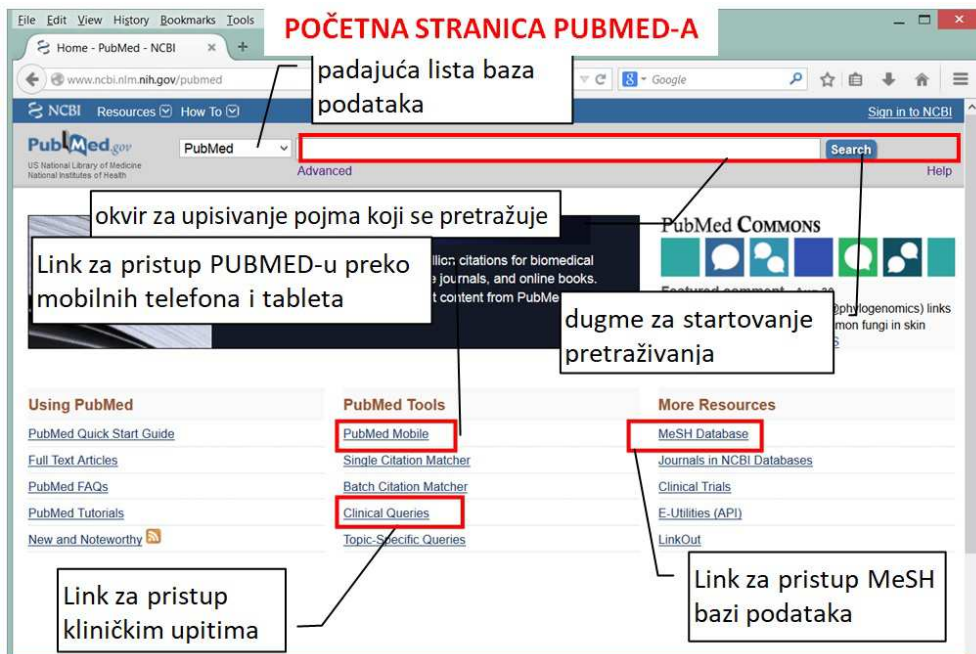 File Edit View History Bookmarks Tools
POČETNA STRANICA PUBMED-A
Home - PubMed - NCBI
padajuća lista baza
podataka
www.ncbi.nlm.nih.gov/pubmed
Google
NCBI Resources How To
Sign in to NCBI
PubMed.gov
US National Library of Medicine
National Institutes of Health
PubMed
Search
Advanced
Help
okvir za upisivanje pojma koji se pretražuje
PubMed COMMONS
Link za pristup PUBMED-u preko
mobilnih telefona i tableta
citations for biomedical
journals, and online books.
content from
Featured comment
phylogenomics) links
fungi in skin
dugme za startovanje
pretraživanja
Using PubMed
PubMed Quick Start Guide
Full Text Articles
PubMed FAQs
PubMed Tutorials
New and Noteworthy
PubMed Tools
PubMed Mobile
Single Citation Matcher
Batch Citation Matcher
Clinical Queries
Topic-Specific Queries
More Resources
MeSH Database
Journals in NCBI Databases
Clinical Trials
E-Utilities (API)
LinkOut
Link za pristup
kliničkim upitima
Link za pristup MeSH
bazi podataka